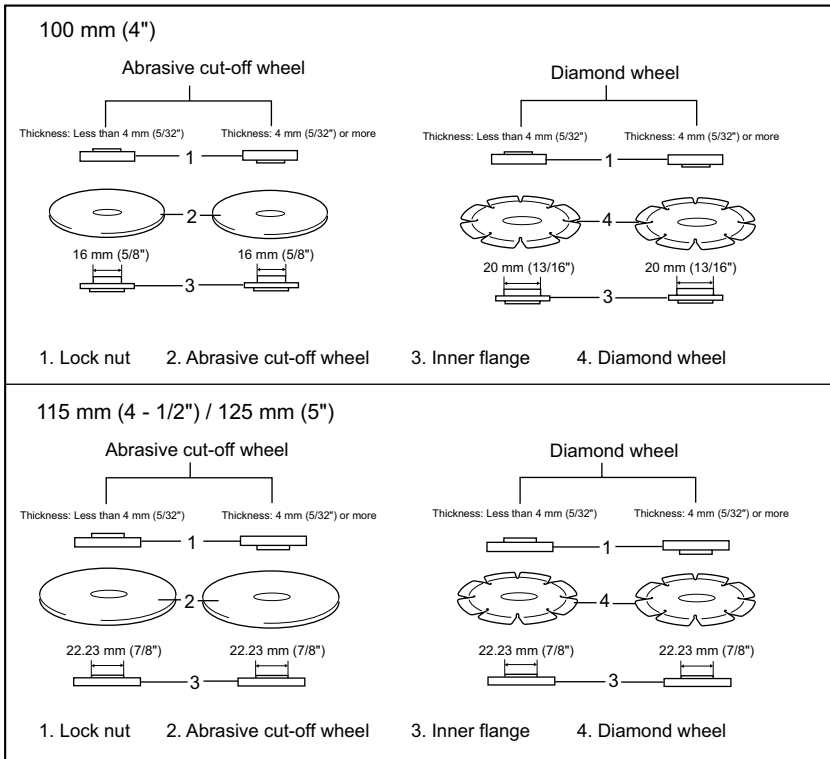 100 mm (4")
Abrasive cut-off wheel
Diamond wheel
Thickness: Less than 4 mm (5/32")
Thickness: 4 mm (5/32") or more
Thickness: Less than 4 mm (5/32")
Thickness: 4 mm (5/32") or more
1
1
2
4
16 mm (5/8")
16 mm (5/8")
20 mm (13/16")
20 mm (13/16")
3
3
1. Lock nut 2. Abrasive cut-off wheel 3. Inner flange 4. Diamond wheel
115 mm (4 - 1/2") / 125 mm (5")
Abrasive cut-off wheel
Diamond wheel
Thickness: Less than 4 mm (5/32")
Thickness: 4 mm (5/32") or more
Thickness: Less than 4 mm (5/32")
Thickness: 4 mm (5/32") or more
1
1
2
4
22.23 mm (7/8")
22.23 mm (7/8")
22.23 mm (7/8")
22.23 mm (7/8")
3
3
1. Lock nut 2. Abrasive cut-off wheel 3. Inner flange 4. Diamond wheel